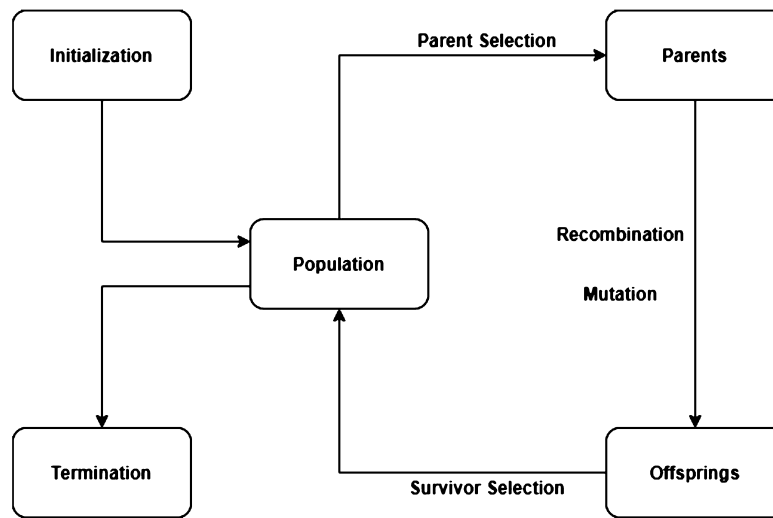 Initialization
Parent Selection
Parents
Population
Recombination
Mutation
Termination
Survivor Selection
Offsprings